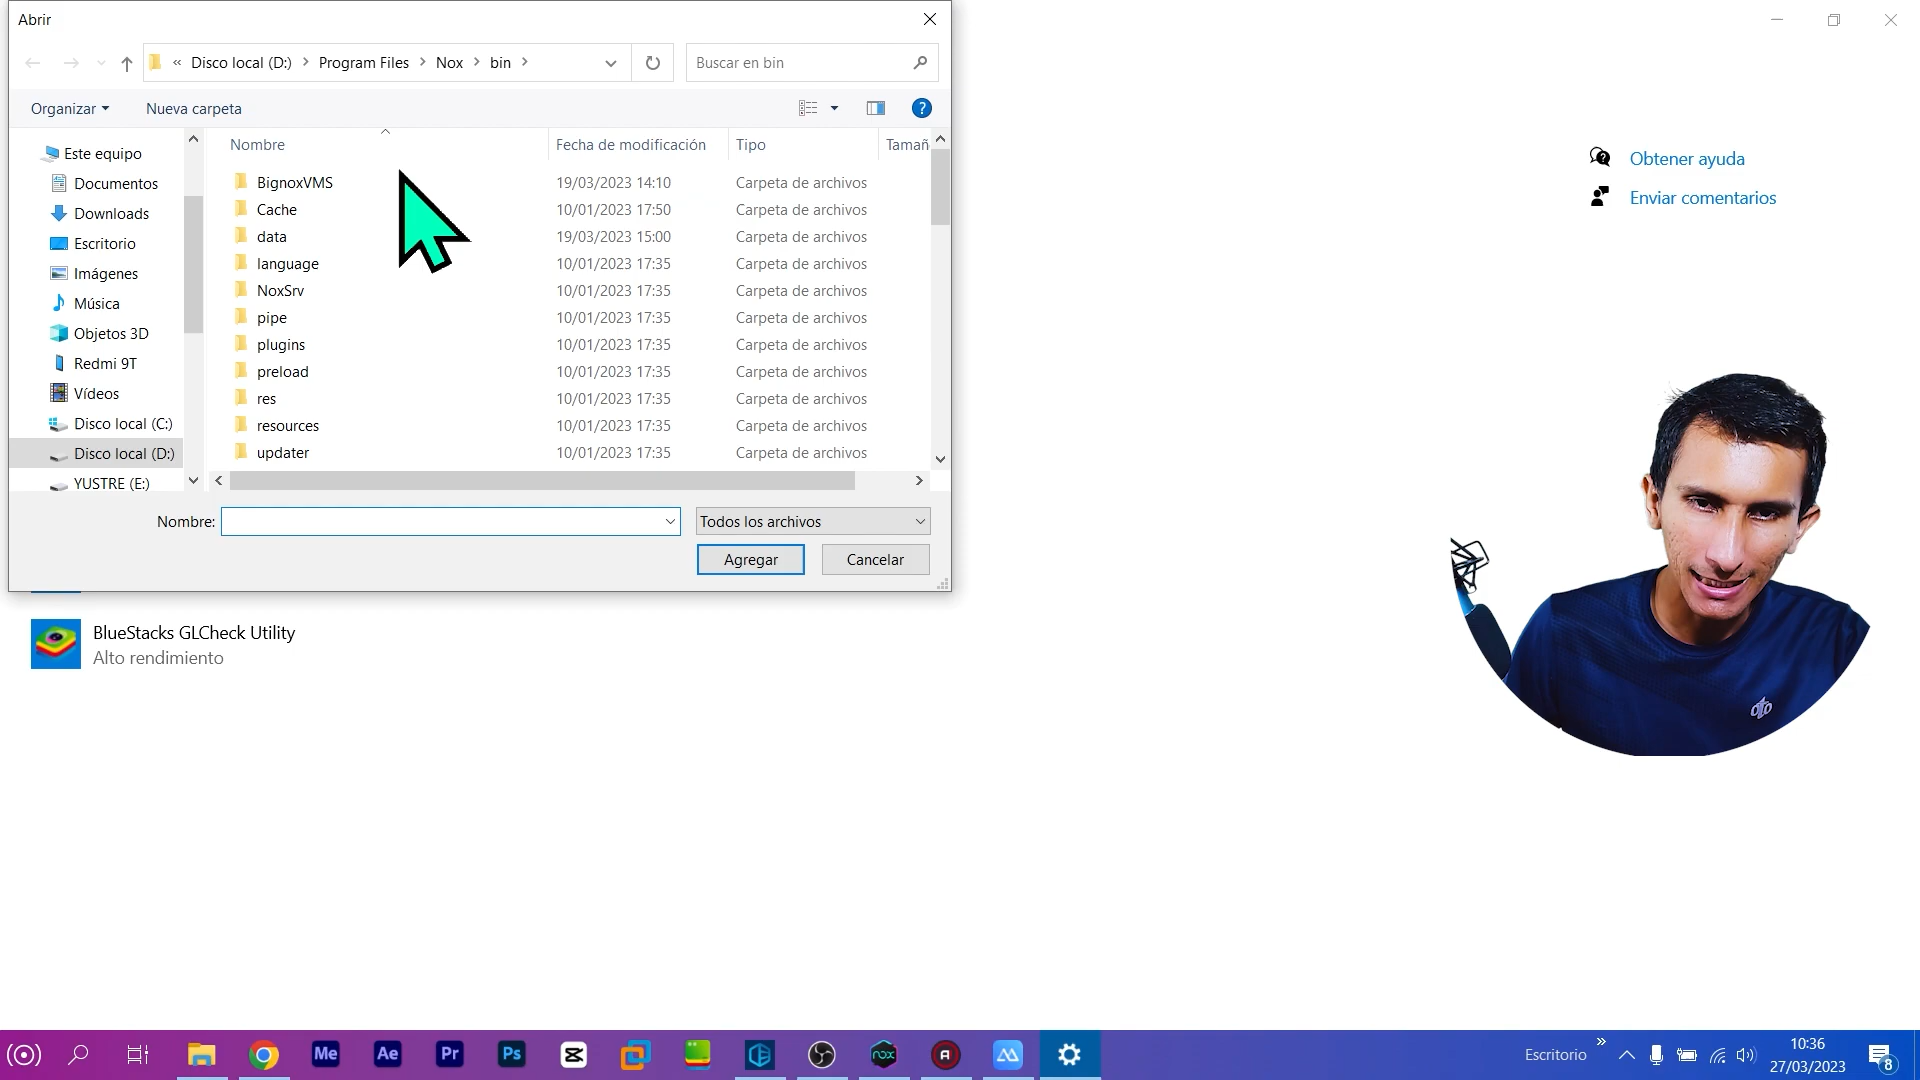 Abrir
« Disco local (D:) > Program Files > Nox > bin >
Buscar en bin
Organizar
Nueva carpeta
?
Este equipo
Documentos
Downloads
Escritorio
Imágenes
Música
Objetos 3D
Redmi 9T
Vídeos
Disco local (C:)
Disco local (D:)
YUSTRE (E:)
Nombre Fecha de modificación Tipo Tamañ
BignoxVMS 19/03/2023 14:10 Carpeta de archivos
Cache 10/01/2023 17:50 Carpeta de archivos
data 19/03/2023 15:00 Carpeta de archivos
language 10/01/2023 17:35 Carpeta de archivos
NoxSrv 10/01/2023 17:35 Carpeta de archivos
pipe 10/01/2023 17:35 Carpeta de archivos
plugins 10/01/2023 17:35 Carpeta de archivos
preload 10/01/2023 17:35 Carpeta de archivos
res 10/01/2023 17:35 Carpeta de archivos
resources 10/01/2023 17:35 Carpeta de archivos
updater 10/01/2023 17:35 Carpeta de archivos
Nombre:
Todos los archivos
Agregar
Cancelar
Obtener ayuda
Enviar comentarios
BlueStacks GLCheck Utility
Alto rendimiento
Me
Ae
Pr
Ps
nox
A
Escritorio
»
10:36
27/03/2023
8